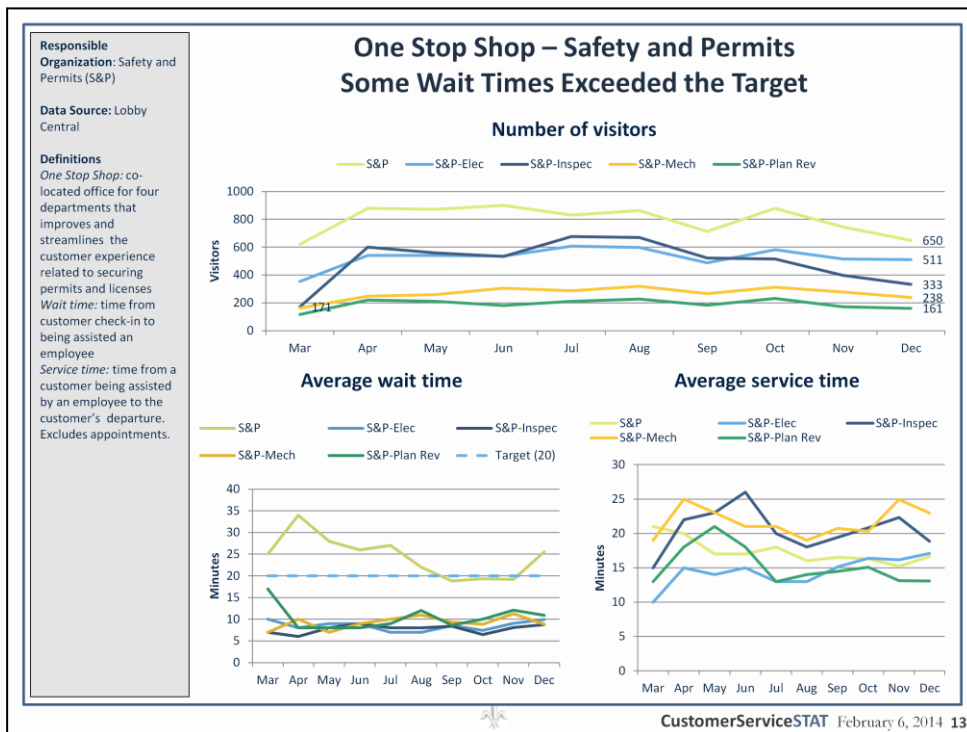 Responsible
Organization: Safety and
Permits (S&P)
Data Source: Lobby
Central
Definitions
One Stop Shop: co-
located office for four
departments that
improves and
streamlines the
customer experience
related to securing
permits and licenses
Wait time: time from
customer check-in to
being assisted an
employee
Service time: time from a
customer being assisted
by an employee to the
customer's departure.
Excludes appointments.
One Stop Shop – Safety and Permits
Some Wait Times Exceeded the Target
Number of visitors
S&P S&P-Elec S&P-Inspec S&P-Mech S&P-Plan Rev
Visitors
1000
800
600
400
200
0
171
650
511
333
238
161
Mar Apr May Jun Jul Aug Sep Oct Nov Dec
Average wait time
S&P S&P-Elec S&P-Inspec
S&P-Mech S&P-Plan Rev Target (20)
Minutes
40
35
30
25
20
15
10
5
0
Mar Apr May Jun Jul Aug Sep Oct Nov Dec
Average service time
S&P S&P-Elec S&P-Inspec
S&P-Mech S&P-Plan Rev
Minutes
30
25
20
15
10
5
0
Mar Apr May Jun Jul Aug Sep Oct Nov Dec
CustomerServiceSTAT February 6, 2014 13